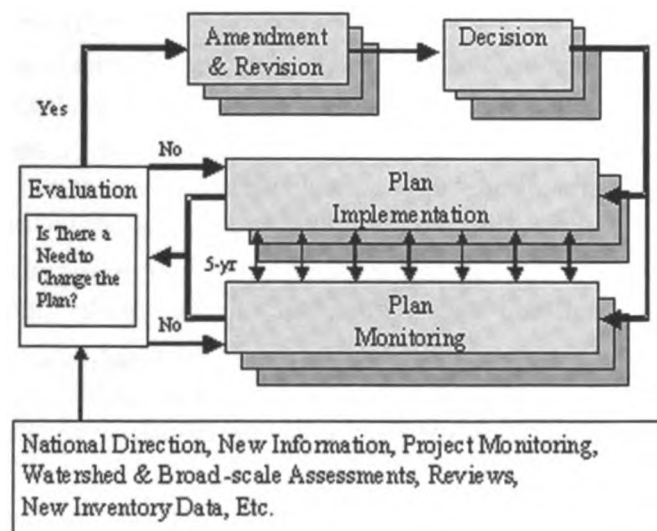 Amendment
& Revision
Decision
Yes
No
Evaluation
Is There a
Need to
Change the
Plan?
Plan
Implementation
5-yr
No
Plan
Monitoring
National Direction, New Information, Project Monitoring,
Watershed & Broad-scale Assessments, Reviews,
New Inventory Data, Etc.